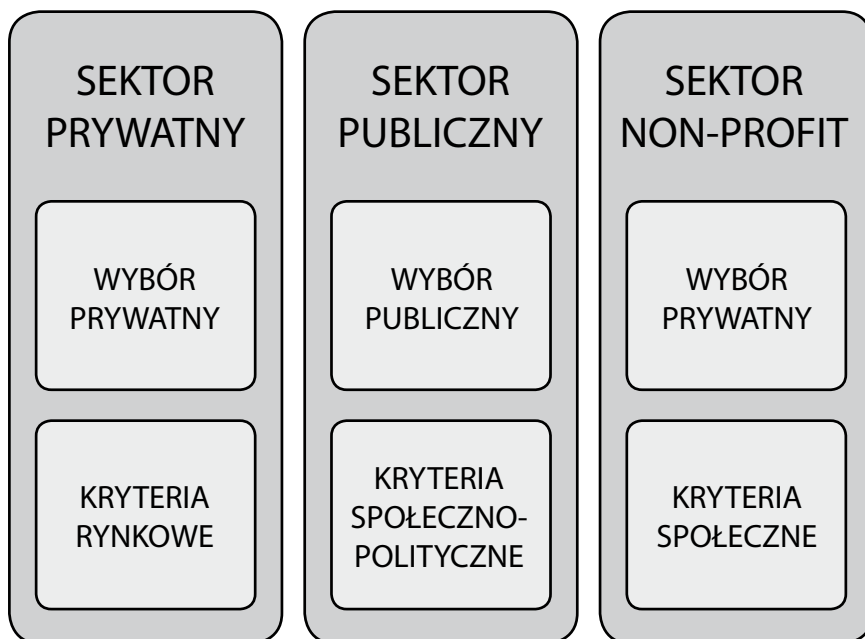 SEKTOR
PRYWATNY
WYBÓR
PRYWATNY
KRYTERIA
RYNKOWE
SEKTOR
PUBLICZNY
WYBÓR
PUBLICZNY
KRYTERIA
SPOŁECZNO-
POLITYCZNE
SEKTOR
NON-PROFIT
WYBÓR
PRYWATNY
KRYTERIA
SPOŁECZNE